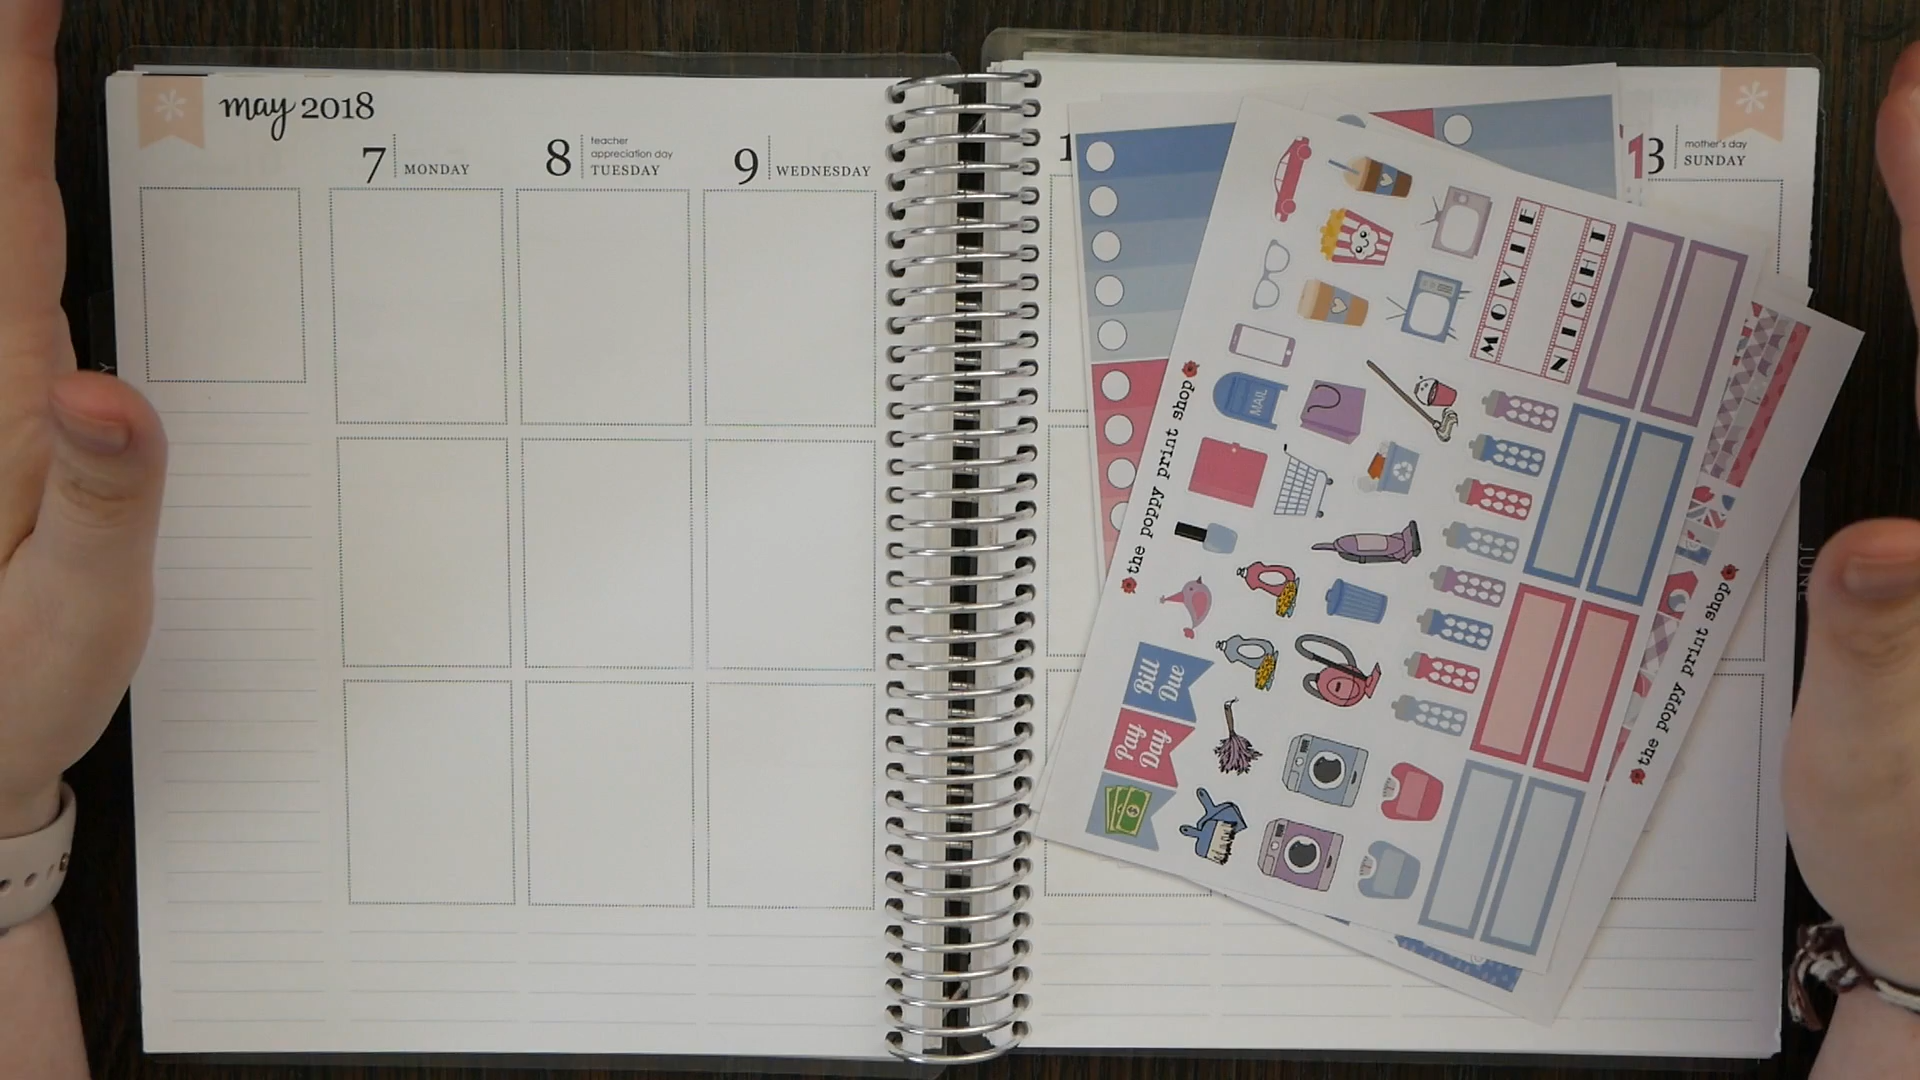 may 2018
7 MONDAY
8 teacher
appreciation day
TUESDAY
9 WEDNESDAY
13 mother's day
SUNDAY
MOVIE
NIGHT
MAIL
the poppy print shop
Bill
Due
Pay
Day
the poppy print shop
JUNE